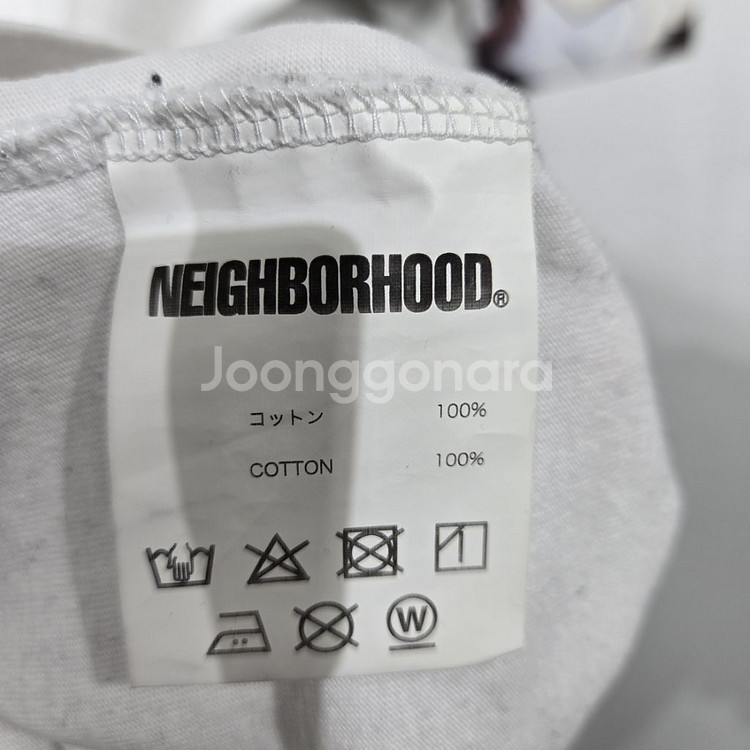 NEIGHBORHOOD®
Joonggonara
コットン 100%
COTTON 100%
W